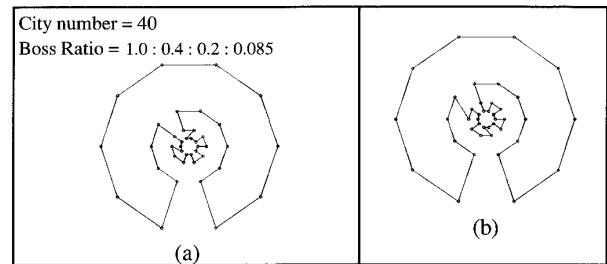 City number = 40
Boss Ratio = 1.0 : 0.4 : 0.2 : 0.085
(a)
(b)